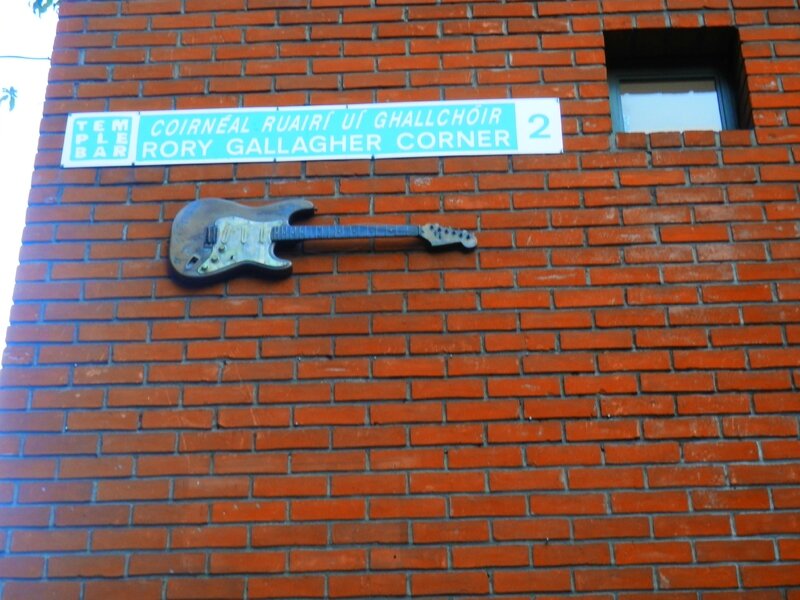 TEM
PLE
BAR
COIRNÉAL RUAIRÍ UÍ GHALLCHÓIR
RORY GALLAGHER CORNER
2